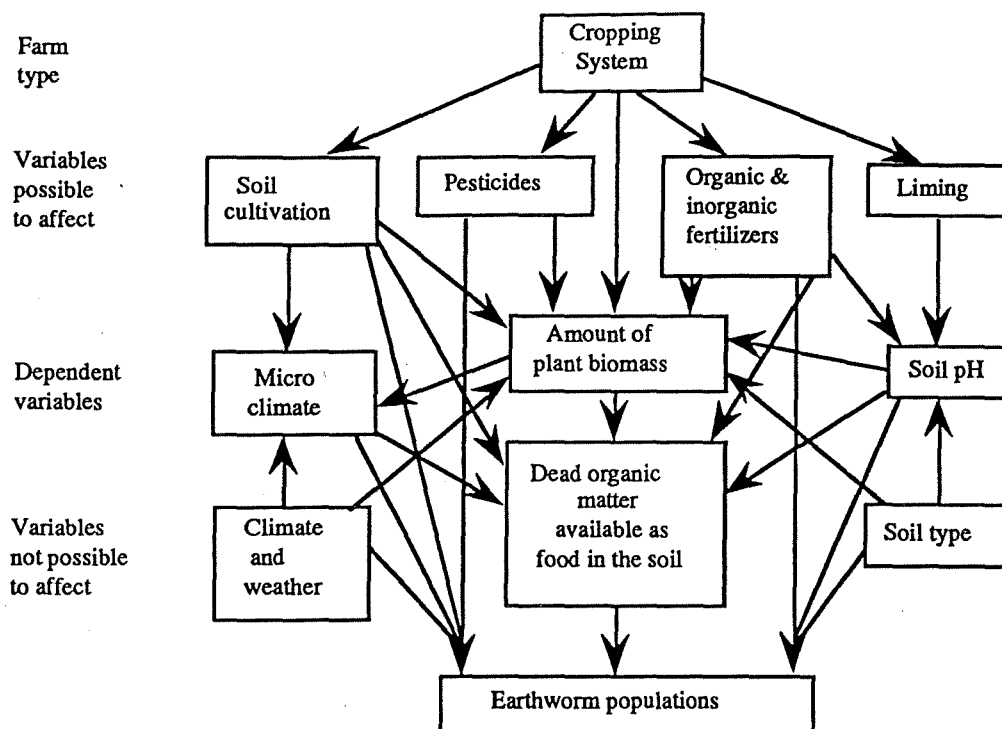 Farm
type
Cropping
System
Variables
possible
to affect
Soil
cultivation
Pesticides
Organic &
inorganic
fertilizers
Liming
Dependent
variables
Micro
climate
Amount of
plant biomass
Soil pH
Variables
not possible
to affect
Climate
and
weather
Dead organic
matter
available as
food in the soil
Soil type
Earthworm populations